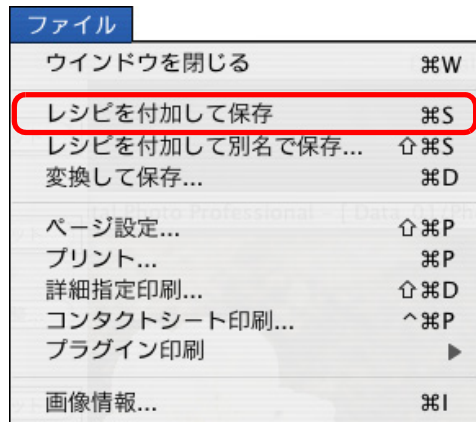 ファイル
ウインドウを閉じる ⌘W
レシピを付加して保存 ⌘S
レシピを付加して別名で保存... ⇧⌘S
変換して保存... ⌘D
ページ設定... ⇧⌘P
プリント... ⌘P
詳細指定印刷... ⇧⌘D
コンタクトシート印刷... ^⌘P
プラグイン印刷 ▶
画像情報... ⌘I